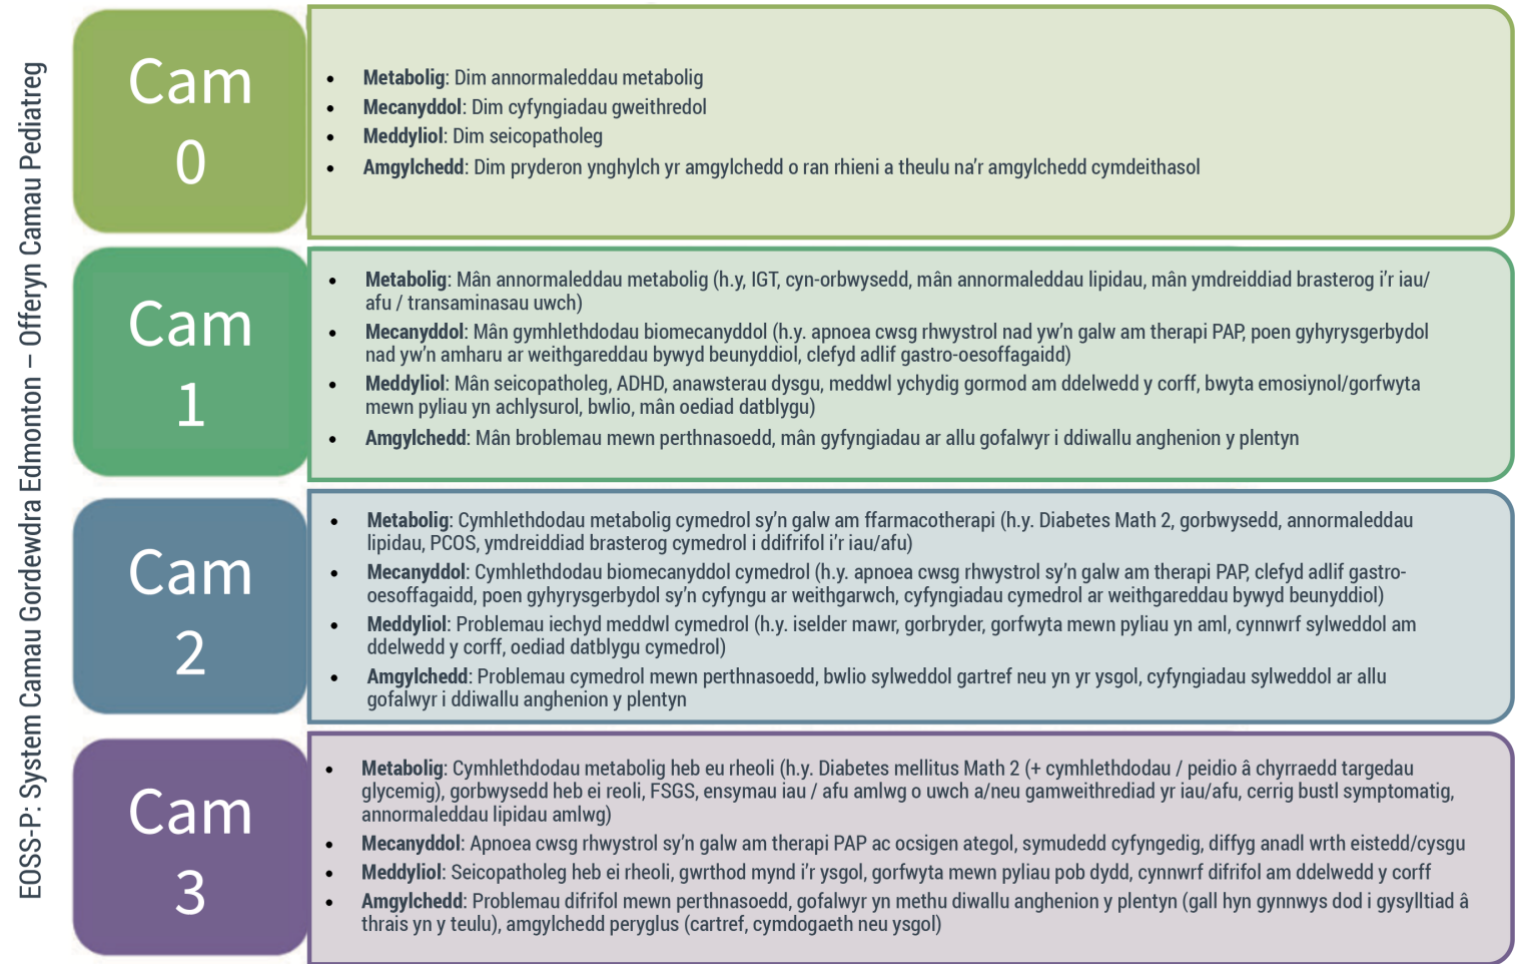 EOSS-P: System Camau Gordewdra Edmonton – Offeryn Camau Pediatreg
Cam
0
• Metabolig: Dim annormaleddau metabolig
• Mecanyddol: Dim cyfyngiadau gweithredol
• Meddyliol: Dim seicopatholeg
• Amgylchedd: Dim pryderon ynghylch yr amgylchedd o ran rhieni a theulu na'r amgylchedd cymdeithasol
Cam
1
• Metabolig: Mân annormaleddau metabolig (h.y, IGT, cyn-orbwysedd, mân annormaleddau lipidau, mân ymdreiddiad brasterog i'r iau/
afu / transaminasau uwch)
• Mecanyddol: Mân gymhlethdodau biomecanyddol (h.y. apnoea cwsg rhwystrol nad yw'n galw am therapi PAP, poen gyhyrysgerbydol
nad yw'n amharu ar weithgareddau bywyd beunyddiol, clefyd adlif gastro-oesoffagaidd)
• Meddyliol: Mân seicopatholeg, ADHD, anawsterau dysgu, meddwl ychydig gormod am ddelwedd y corff, bwyta emosiynol/gorfwyta
mewn pyliau yn achlysurol, bwlio, mân oediad datblygu)
• Amgylchedd: Mân broblemau mewn perthnasoedd, mân gyfyngiadau ar allu gofalwyr i ddiwallu anghenion y plentyn
Cam
2
• Metabolig: Cymhlethdodau metabolig cymedrol sy'n galw am ffarmacotherapi (h.y. Diabetes Math 2, gorbwysedd, annormaleddau
lipidau, PCOS, ymdreiddiad brasterog cymedrol i ddifrifol i'r iau/afu)
• Mecanyddol: Cymhlethdodau biomecanyddol cymedrol (h.y. apnoea cwsg rhwystrol sy'n galw am therapi PAP, clefyd adlif gastro-
oesoffagaidd, poen gyhyrysgerbydol sy'n cyfyngu ar weithgarwch, cyfyngiadau cymedrol ar weithgareddau bywyd beunyddiol)
• Meddyliol: Problemau iechyd meddwl cymedrol (h.y. iselder mawr, gorbryder, gorfwyta mewn pyliau yn aml, cynnwrf sylweddol am
ddelwedd y corff, oediad datblygu cymedrol)
• Amgylchedd: Problemau cymedrol mewn perthnasoedd, bwlio sylweddol gartref neu yn yr ysgol, cyfyngiadau sylweddol ar allu
gofalwyr i ddiwallu anghenion y plentyn
Cam
3
• Metabolig: Cymhlethdodau metabolig heb eu rheoli (h.y. Diabetes mellitus Math 2 (+ cymhlethdodau / peidio â chyrraedd targedau
glycemig), gorbwysedd heb ei reoli, FSGS, ensymau iau / afu amlwg o uwch a/neu gamweithrediad yr iau/afu, cerrig bustl symptomatig,
annormaleddau lipidau amlwg)
• Mecanyddol: Apnoea cwsg rhwystrol sy'n galw am therapi PAP ac ocsigen ategol, symudedd cyfyngedig, diffyg anadl wrth eistedd/cysgu
• Meddyliol: Seicopatholeg heb ei rheoli, gwrthod mynd i'r ysgol, gorfwyta mewn pyliau pob dydd, cynnwrf difrifol am ddelwedd y corff
• Amgylchedd: Problemau difrifol mewn perthnasoedd, gofalwyr yn methu diwallu anghenion y plentyn (gall hyn gynnwys dod i gysylltiad â
thrais yn y teulu), amgylchedd peryglus (cartref, cymdogaeth neu ysgol)